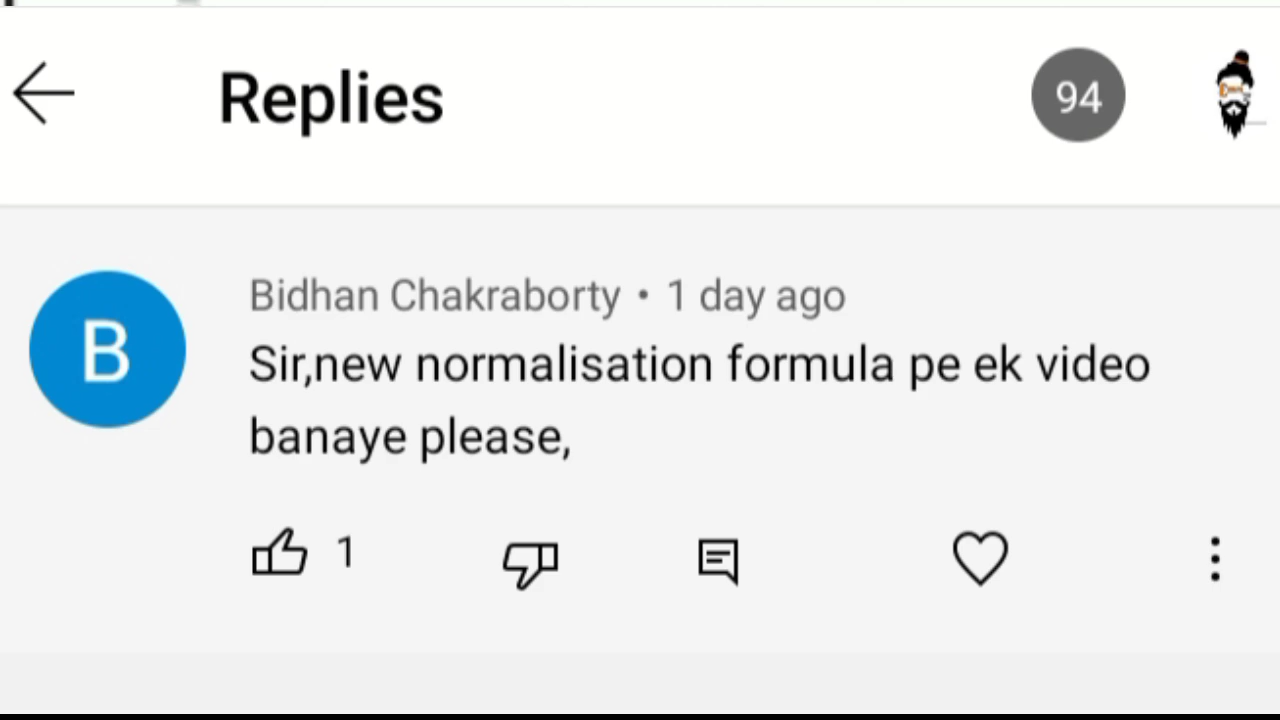 Replies
94
B
Bidhan Chakraborty • 1 day ago
Sir,new normalisation formula pe ek video
banaye please,
1